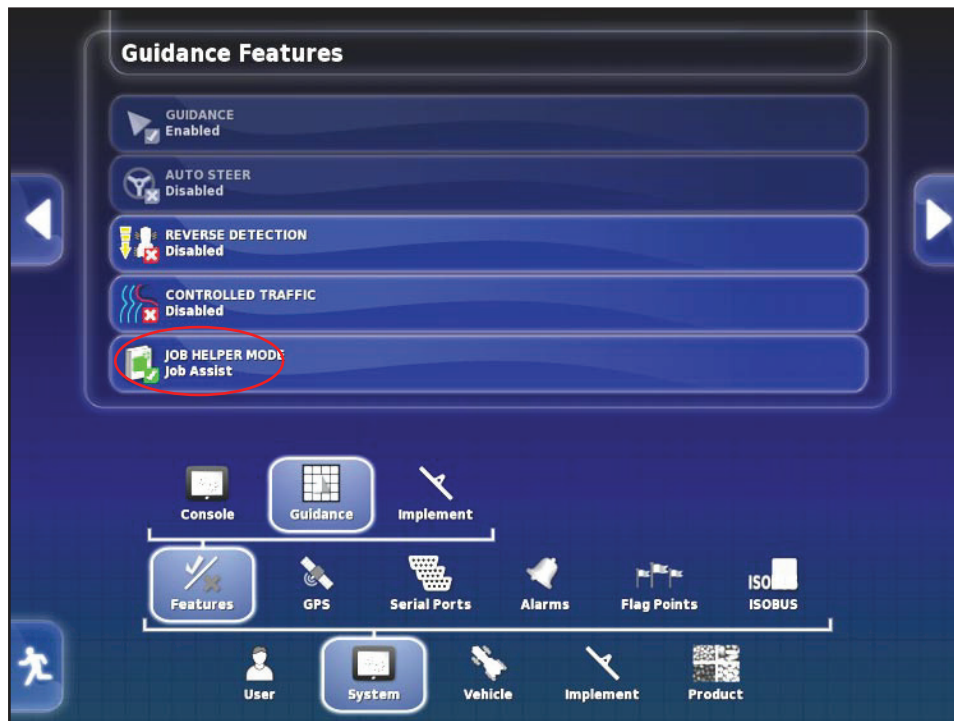 Guidance Features
GUIDANCE
Enabled
AUTO STEER
Disabled
REVERSE DETECTION
Disabled
CONTROLLED TRAFFIC
Disabled
JOB HELPER MODE
Job Assist
Console
Guidance
Implement
Features
GPS
Serial Ports
Alarms
Flag Points
ISO
ISOBUS
User
System
Vehicle
Implement
Product